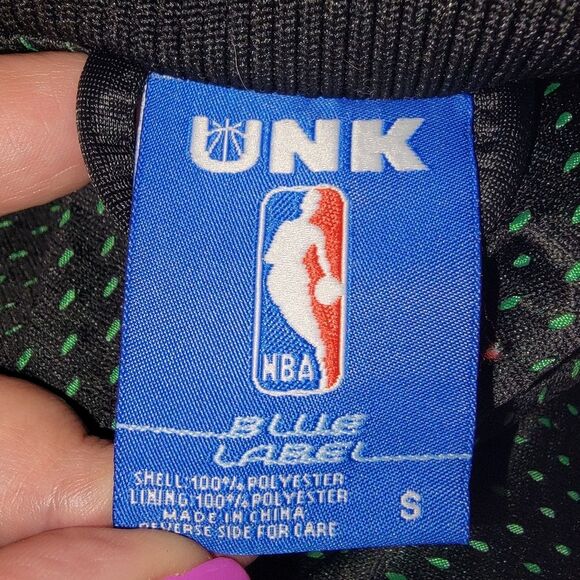 UNK
NBA
BLUE
LABEL
SHELL: 100% POLYESTER
LINING: 100% POLYESTER
MADE IN CHINA
REVERSE SIDE FOR CARE
S